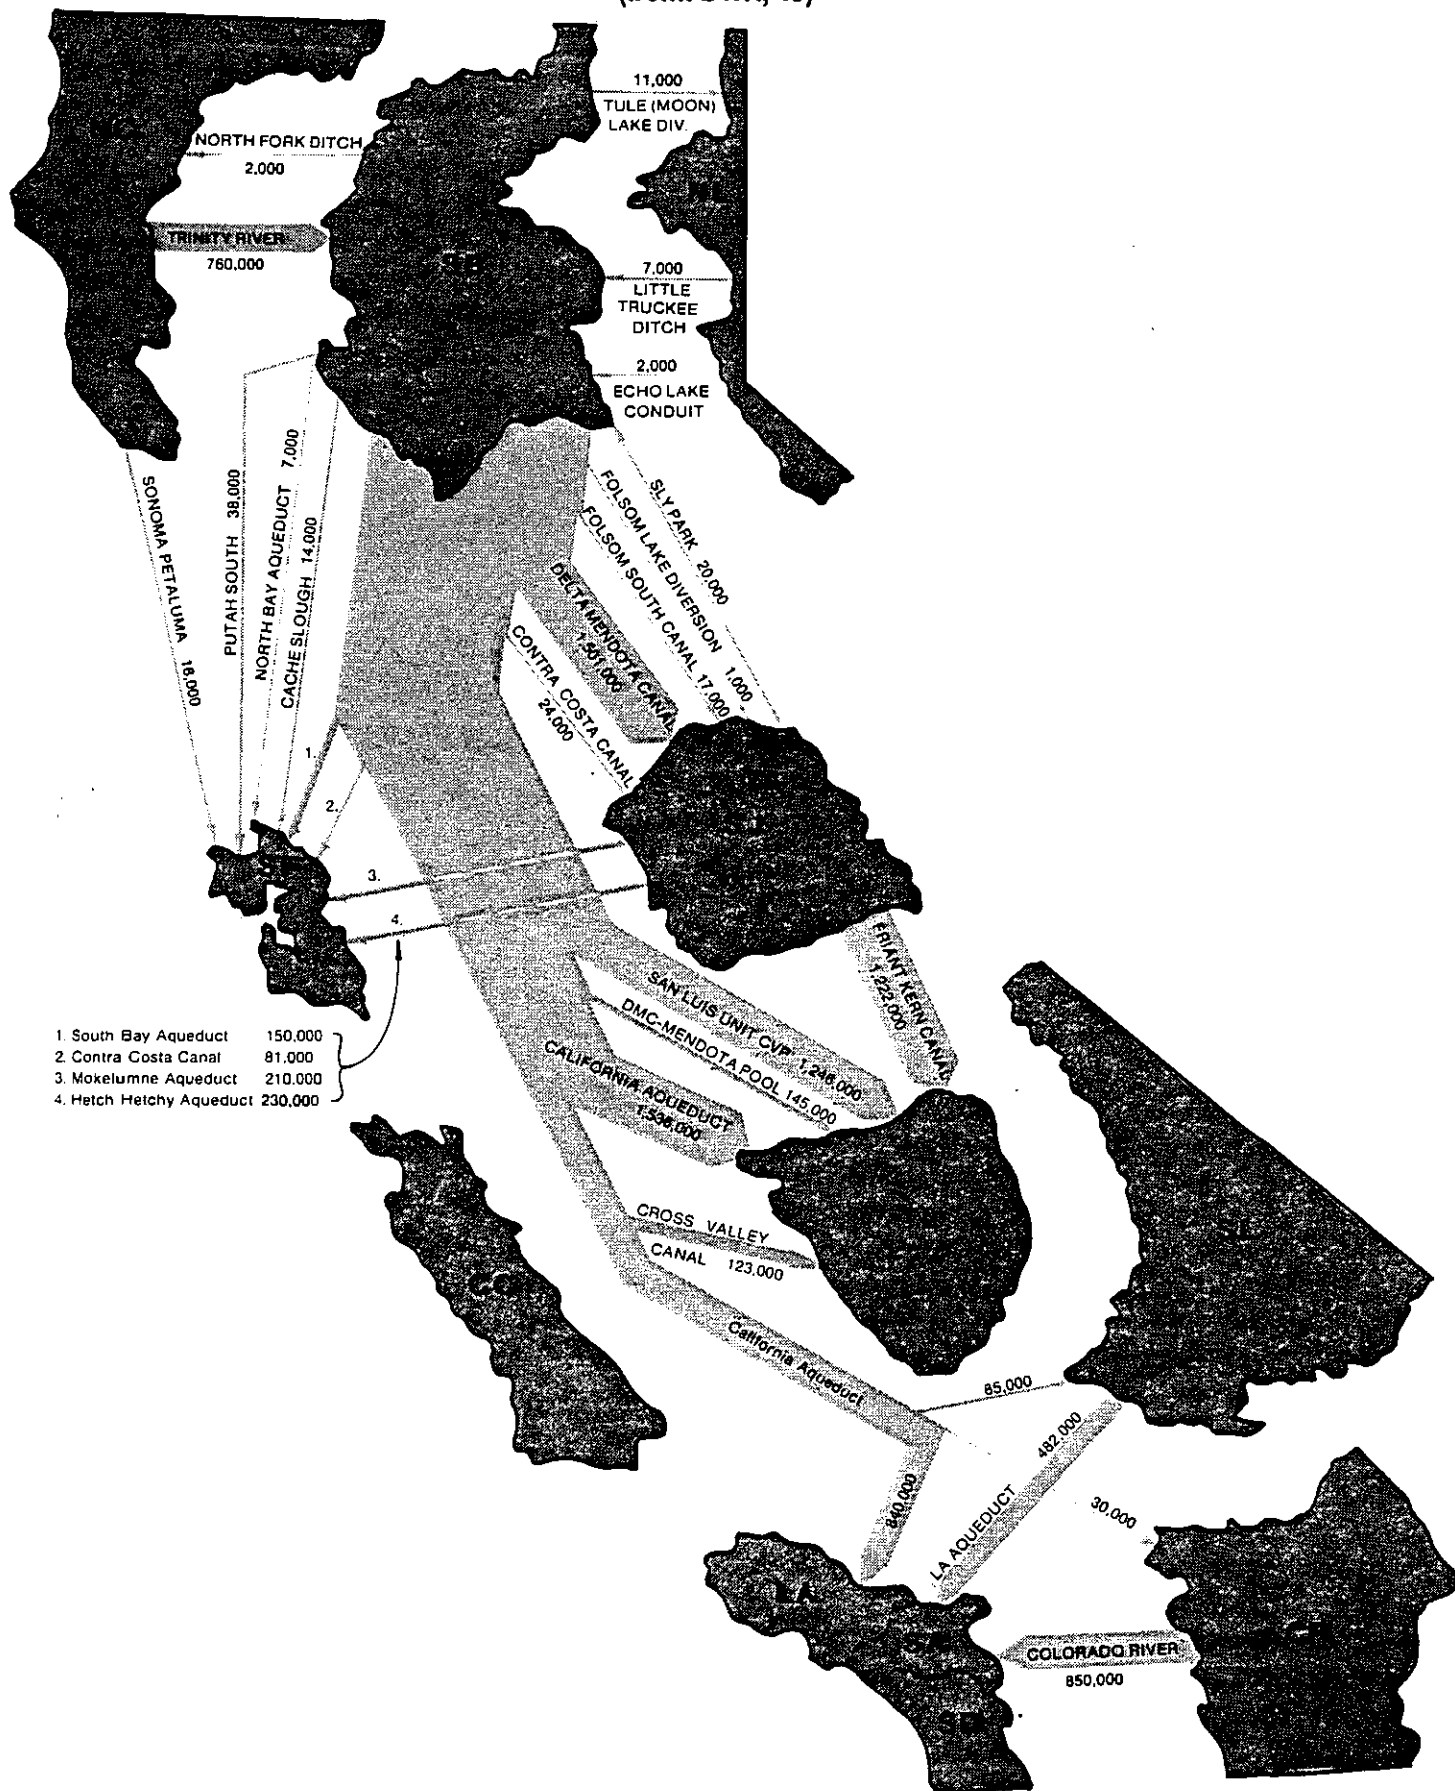 11,000
TULE (MOON)
LAKE DIV.
NORTH FORK DITCH
2,000
TRINITY RIVER
760,000
SB
7,000
LITTLE
TRUCKEE
DITCH
2,000
ECHO LAKE
CONDUIT
SONOMA PETALUMA 16,000
PUTAH SOUTH 38,000
NORTH BAY AQUEDUCT 7,000
CACHE SLOUGH 14,000
SLY PARK 20,000
FOLSOM LAKE DIVERSION 1,000
FOLSOM SOUTH CANAL 17,000
DELTA MENDOTA CANAL
1,501,000
CONTRA COSTA CANAL
24,000
1.
2.
3.
4.
FRIANT KERN CANAL
1,222,000
SAN LUIS UNIT CVP 1,246,000
DMC-MENDOTA POOL 145,000
CALIFORNIA AQUEDUCT
1,536,000
1. South Bay Aqueduct 150,000
2. Contra Costa Canal 81,000
3. Mokelumne Aqueduct 210.000
4. Hetch Hetchy Aqueduct 230,000
CROSS VALLEY
CANAL 123,000
CC
California Aqueduct
85,000
840,000
LA AQUEDUCT 482,000
30,000
LA
SA
SD
COLORADO RIVER
850,000